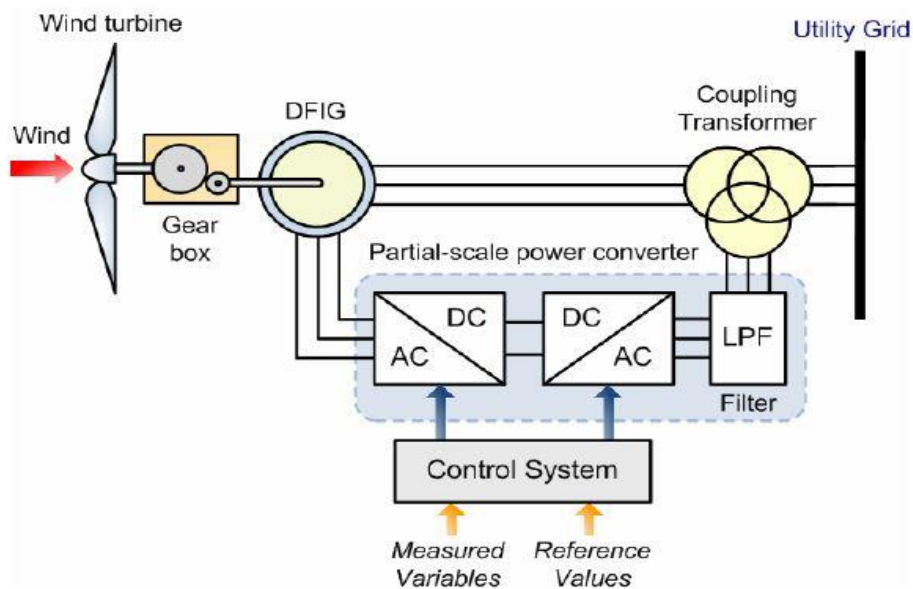 Wind turbine
Utility Grid
DFIG
Coupling
Transformer
Wind
Gear
box
Partial-scale power converter
DC
AC
DC
AC
LPF
Filter
Control System
Measured
Variables
Reference
Values